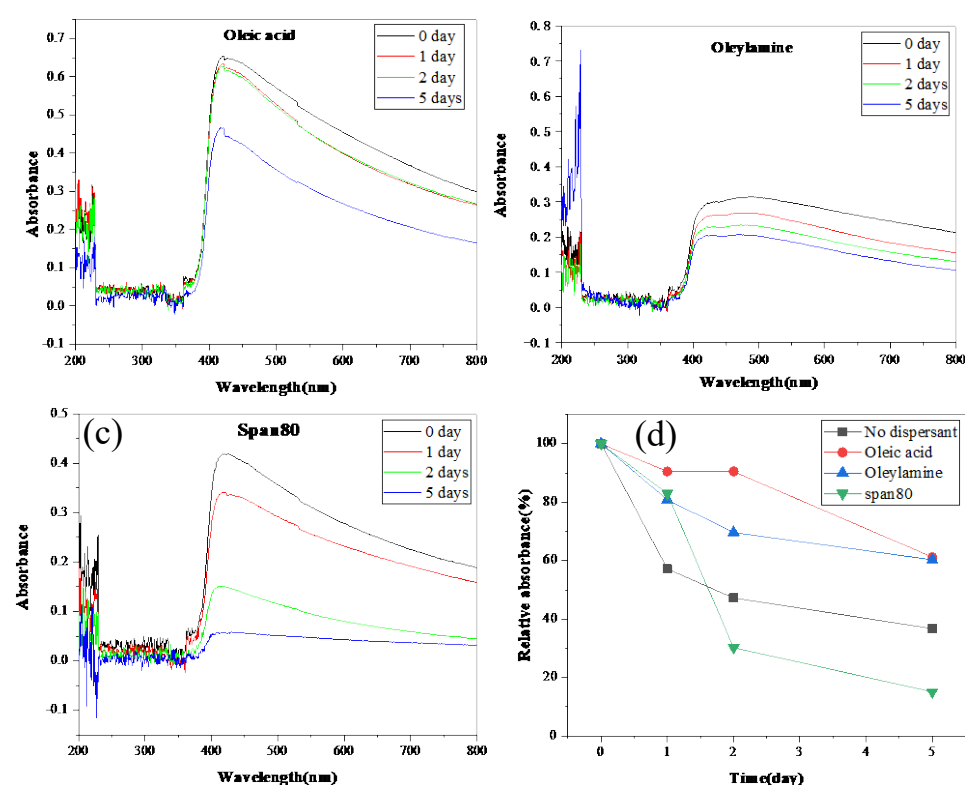 Oleic acid
0 day
1 day
2 day
5 days
0.7
0.6
0.5
0.4
0.3
0.2
0.1
0.0
-0.1
Absorbance
200 300 400 500 600 700 800
Wavelength(nm)
Oleylamine
0 day
1 day
2 days
5 days
0.8
0.7
0.6
0.5
0.4
0.3
0.2
0.1
0.0
-0.1
Absorbance
200 300 400 500 600 700 800
Wavelength(nm)
(c)
Span80
0 day
1 day
2 days
5 days
0.5
0.4
0.3
0.2
0.1
0.0
-0.1
Absorbance
200 300 400 500 600 700 800
Wavelength(nm)
(d)
No dispersant
Oleic acid
Oleylamine
span80
100
80
60
40
20
0
Relative absorbance(%)
0 1 2 3 4 5
Time(day)